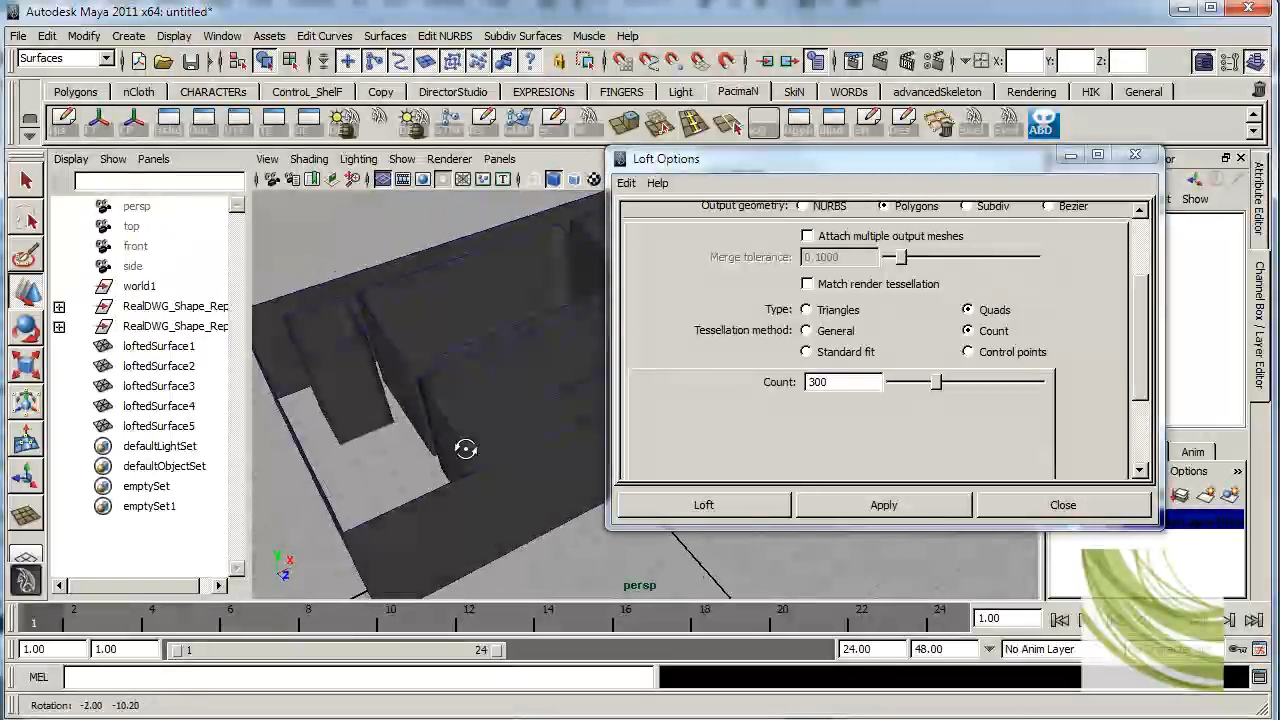 Autodesk Maya 2011 x64: untitled*
File Edit Modify Create Display Window Assets Edit Curves Surfaces Edit NURBS Subdiv Surfaces Muscle Help
Surfaces X: Y: Z:
Polygons nCloth CHARACTERs ControL_ShelF Copy DirectorStudio EXPRESIONs FINGERS Light PacimaN SkiN WORDs advancedSkeleton Rendering HIK General
ABD
Display Show Panels View Shading Lighting Show Renderer Panels Loft Options
Edit Help Show
persp
top
front
side
world1
RealDWG_Shape_Rep
RealDWG_Shape_Rep
loftedSurface1
loftedSurface2
loftedSurface3
loftedSurface4
loftedSurface5
defaultLightSet
defaultObjectSet
emptySet
emptySet1
Output geometry: NURBS Polygons Subdiv Bezier
Attach multiple output meshes
Merge tolerance: 0.1000
Match render tessellation
Type: Triangles Quads
Tessellation method: General Count
Standard fit Control points
Count: 300
Loft Apply Close
Attribute Editor
Channel Box / Layer Editor
Anim
Options »
y x z
persp
1 2 4 6 8 10 12 14 16 18 20 22 24 1.00
1.00 1.00 1 24 24.00 48.00 No Anim Layer
MEL
Rotation: -2.00 -10.20